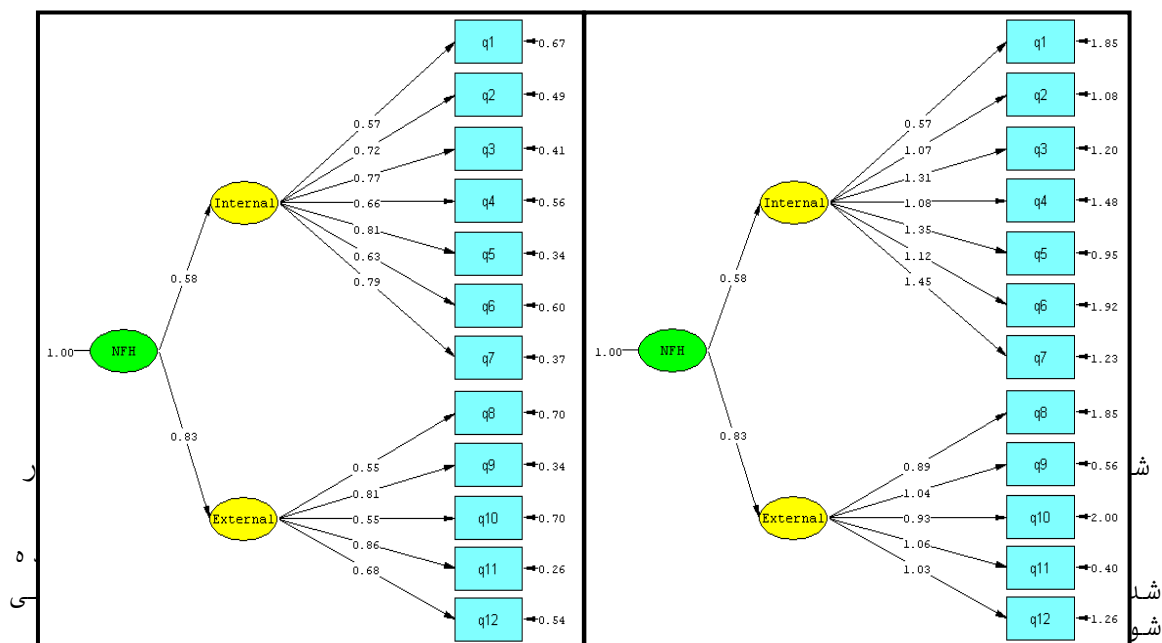 q1 0.67 q1 1.85
q2 0.49 q2 1.08
0.57 0.57
q3 0.41 q3 1.20
0.72 1.07
0.77 1.31
Internal 0.66 q4 0.56 Internal 1.08 q4 1.48
0.81 1.35
q5 0.34 q5 0.95
0.63 1.12
0.58 0.79 0.58 1.45
q6 0.60 q6 1.92
1.00 NFH q7 0.37 1.00 NFH q7 1.23
q8 0.70 q8 1.85
0.83 0.83
0.55 q9 0.34 0.89 q9 0.56
0.81 1.04
External 0.55 q10 0.70 External 0.93 q10 2.00
0.86 1.06
q11 0.26 q11 0.40
0.68 1.03
q12 0.54 q12 1.26